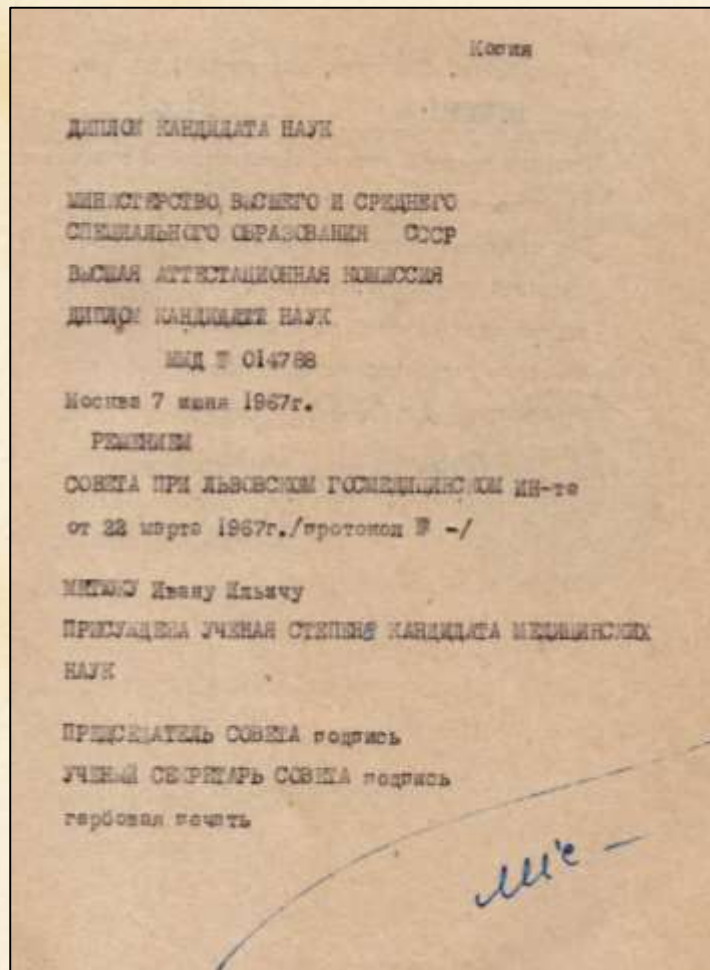 Копия
ДИПЛОМ КАНДИДАТА НАУК
МИНИСТЕРСТВО ВЫСШЕГО И СРЕДНЕГО
СПЕЦИАЛЬНОГО ОБРАЗОВАНИЯ СССР
ВЫСШАЯ АТТЕСТАЦИОННАЯ КОМИССИЯ
ДИПЛОМ КАНДИДАТА НАУК
№ 014788
Москва 7 июня 1967г.
РЕШЕНИЕМ
СОВЕТА ПРИ ЛЬВОВСКОМ ГОСМЕДИЦИНСКОМ ИН-те
от 22 марта 1967г./протокол № -/
Ивану Ильичу
ПРИСУЖДЕНА УЧЕНАЯ СТЕПЕНЬ КАНДИДАТА МЕДИЦИНСКИХ
НАУК
ПРЕДСЕДАТЕЛЬ СОВЕТА подпись
УЧЕНЫЙ СЕКРЕТАРЬ СОВЕТА подпись
гербовая печать